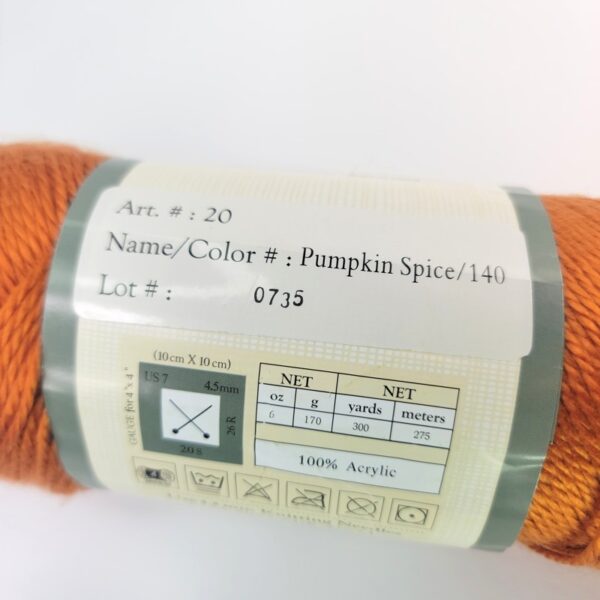 Art. # : 20
Name/Color # : Pumpkin Spice/140
Lot # : 0735
(10cm X 10cm)
GAUGE for 4" x 4"
US 7 4.5mm
26 R
20 S
NET NET
oz g yards meters
6 170 300 275
100% Acrylic